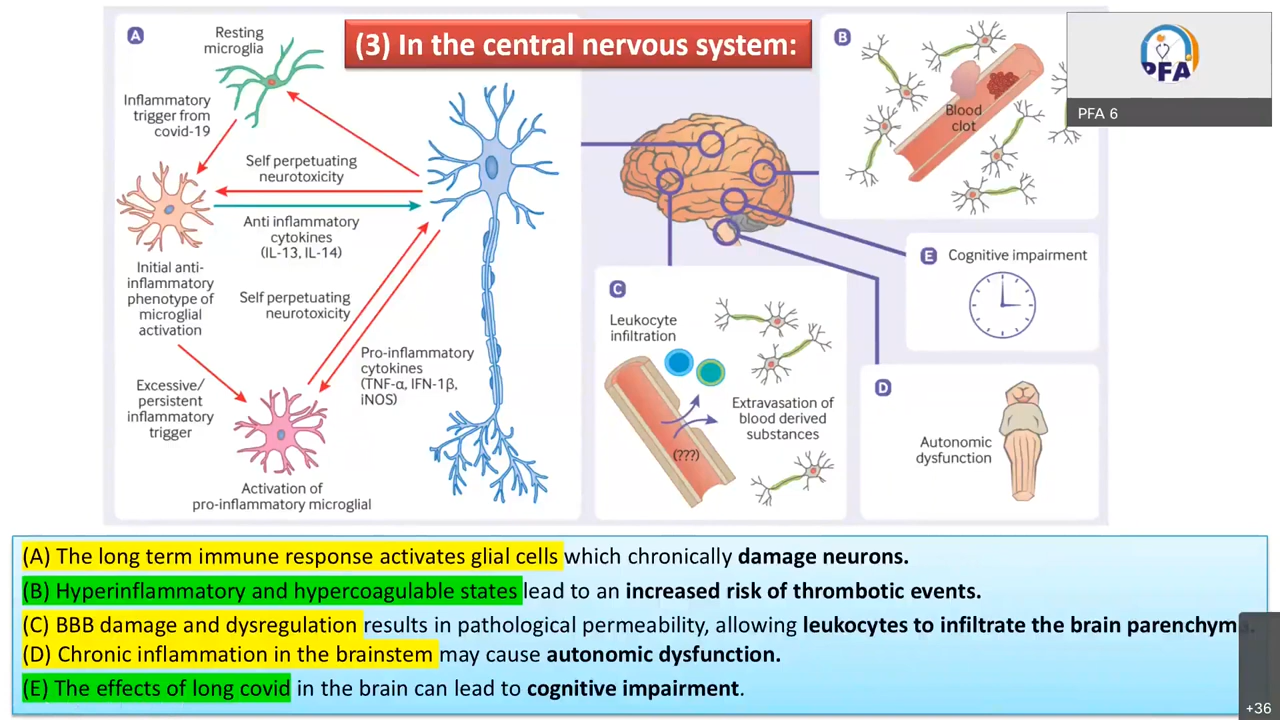 (3) In the central nervous system:
A
Resting
microglia
Inflammatory
trigger from
covid-19
Self perpetuating
neurotoxicity
Anti inflammatory
cytokines
(IL-13, IL-14)
Initial anti-
inflammatory
phenotype of
microglial
activation
Self perpetuating
neurotoxicity
Pro-inflammatory
cytokines
(TNF-α, IFN-1β,
iNOS)
Excessive/
persistent
inflammatory
trigger
Activation of
pro-inflammatory microglial
B
Blood
clot
PFA
PFA 6
C
Leukocyte
infiltration
Extravasation of
blood derived
substances
(???)
E
Cognitive impairment
D
Autonomic
dysfunction
(A) The long term immune response activates glial cells which chronically damage neurons.
(B) Hyperinflammatory and hypercoagulable states lead to an increased risk of thrombotic events.
(C) BBB damage and dysregulation results in pathological permeability, allowing leukocytes to infiltrate the brain parenchyma.
(D) Chronic inflammation in the brainstem may cause autonomic dysfunction.
(E) The effects of long covid in the brain can lead to cognitive impairment.
+36